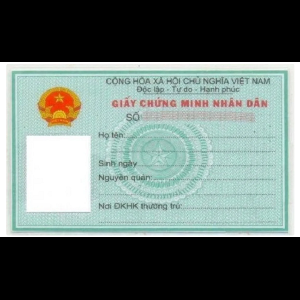 CỘNG HÒA XÃ HỘI CHỦ NGHĨA VIỆT NAM
Độc lập - Tự do - Hạnh phúc
GIẤY CHỨNG MINH NHÂN DÂN
SỐ
Họ tên:
Sinh ngày
Nguyên quán:
Nơi ĐKHK thường trú: